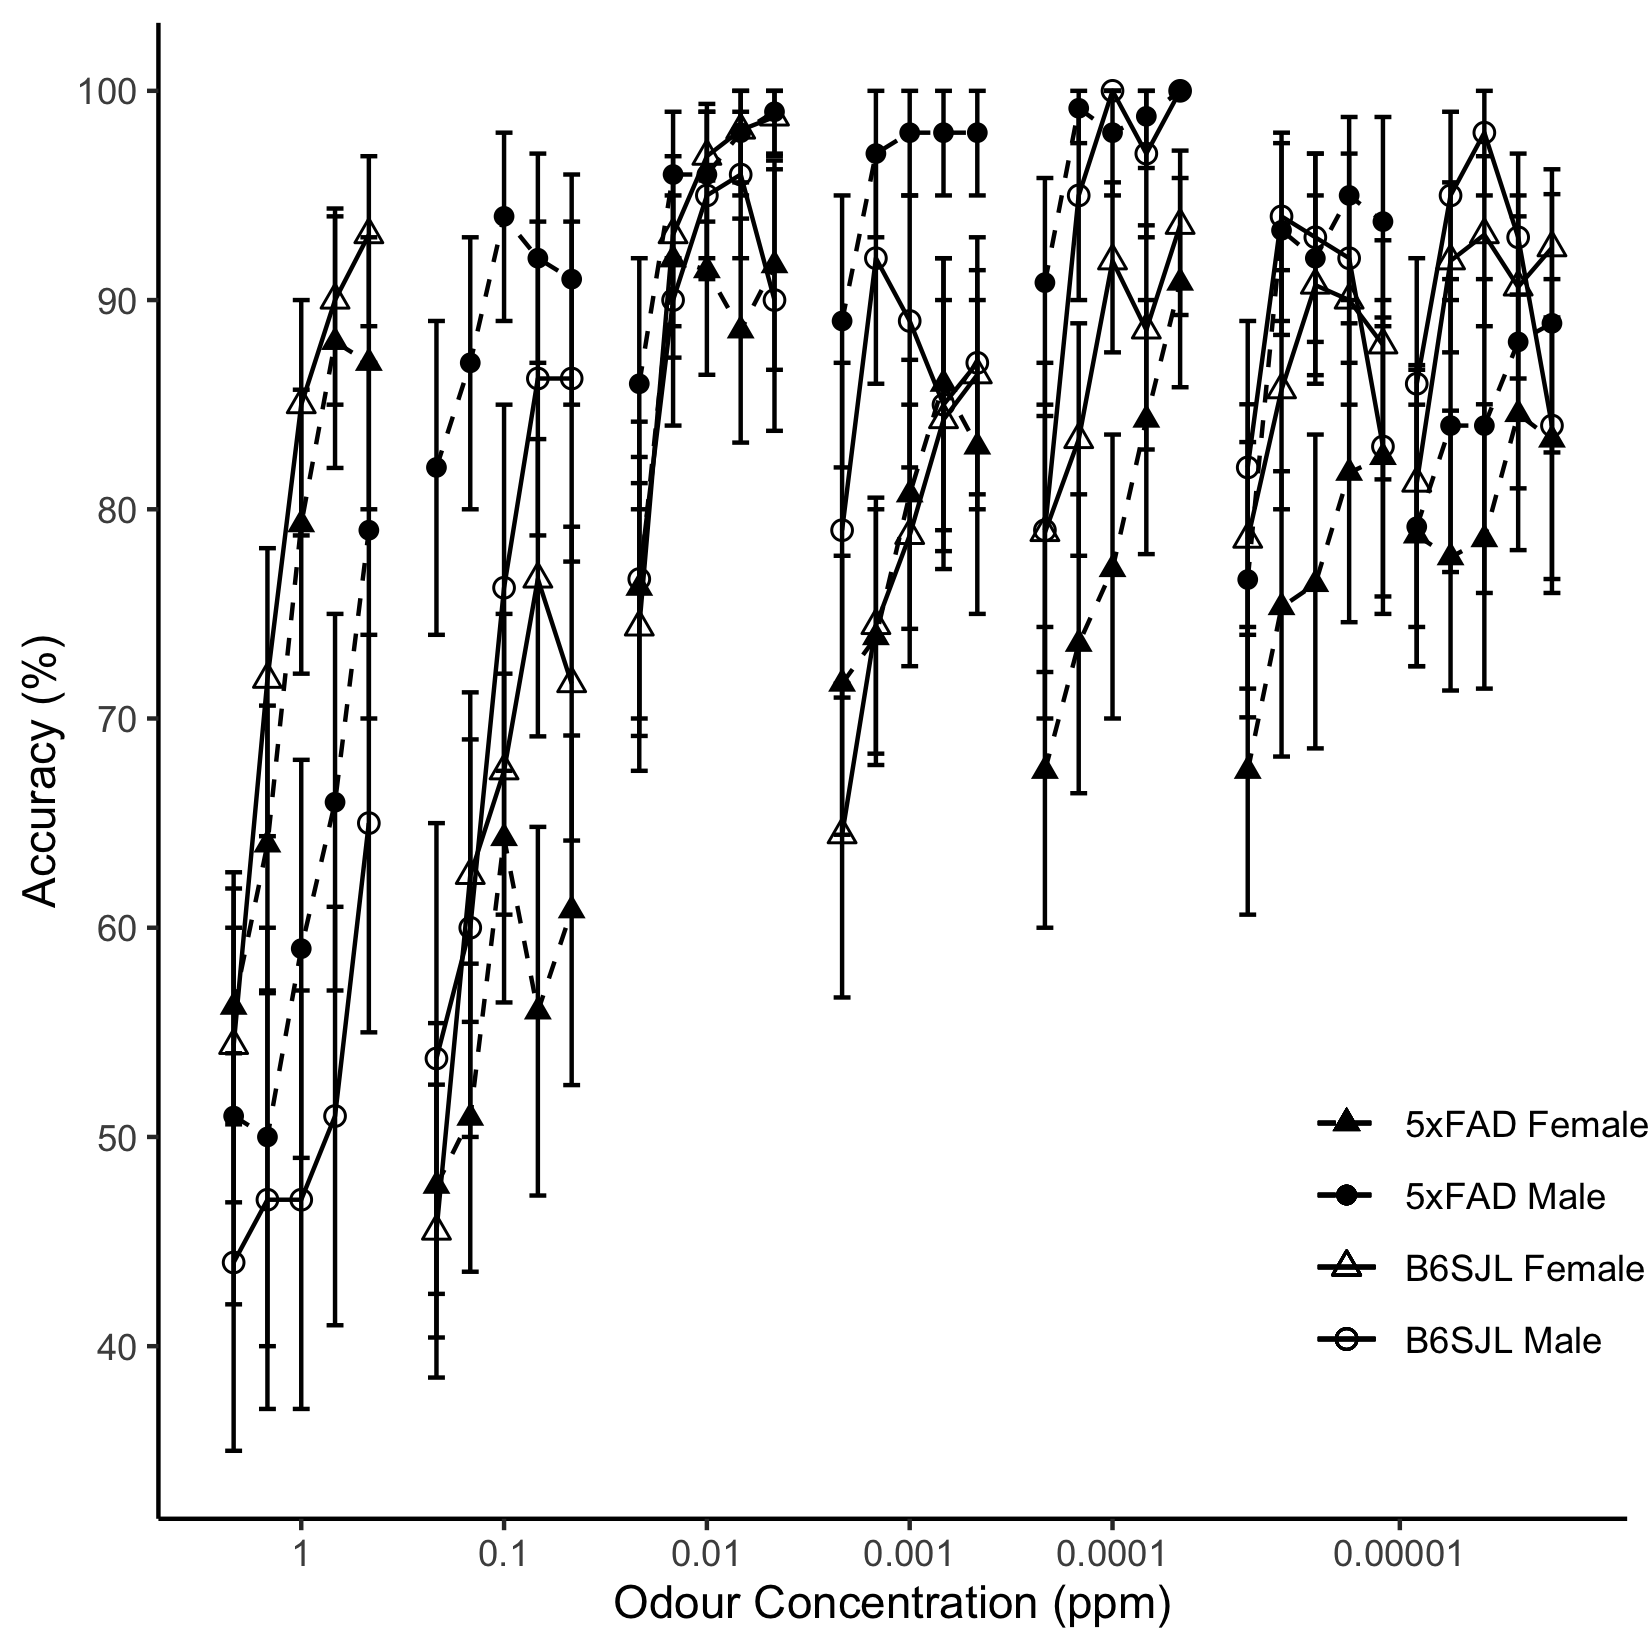 100
90
80
70
60
50
40
Accuracy (%)
5xFAD Female
5xFAD Male
B6SJL Female
B6SJL Male
1 0.1 0.01 0.001 0.0001 0.00001
Odour Concentration (ppm)